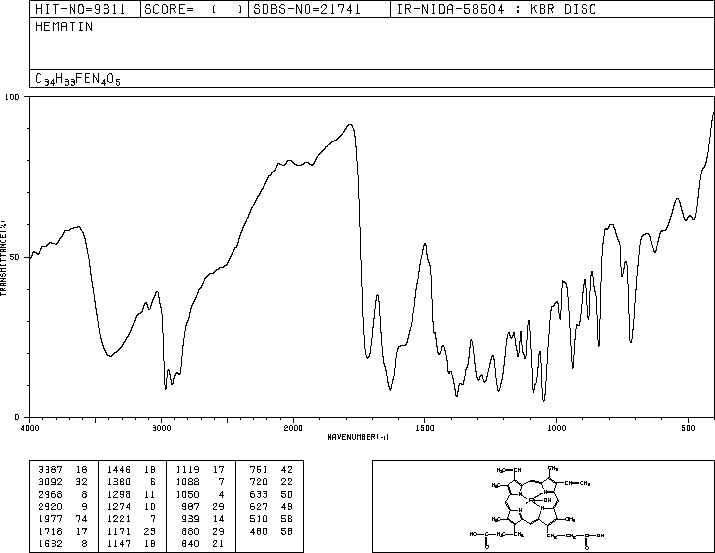 HIT-NO=9311 SCORE= ( ) SDBS-NO=21741 IR-NIDA-58504 : KBR DISC
HEMATIN
C34H33FEN4O5
100
50
0
TRANSMITTANCE(%)
4000 3000 2000 1500 1000 500
WAVENUMBER(-1)
3387 18 1446 18 1119 17 751 42
3092 32 1380 6 1088 7 720 22
2968 8 1298 11 1050 4 633 50
2920 9 1274 10 987 29 627 49
1977 74 1221 7 939 14 510 58
1718 17 1171 23 880 29 480 58
1632 8 1147 18 840 21